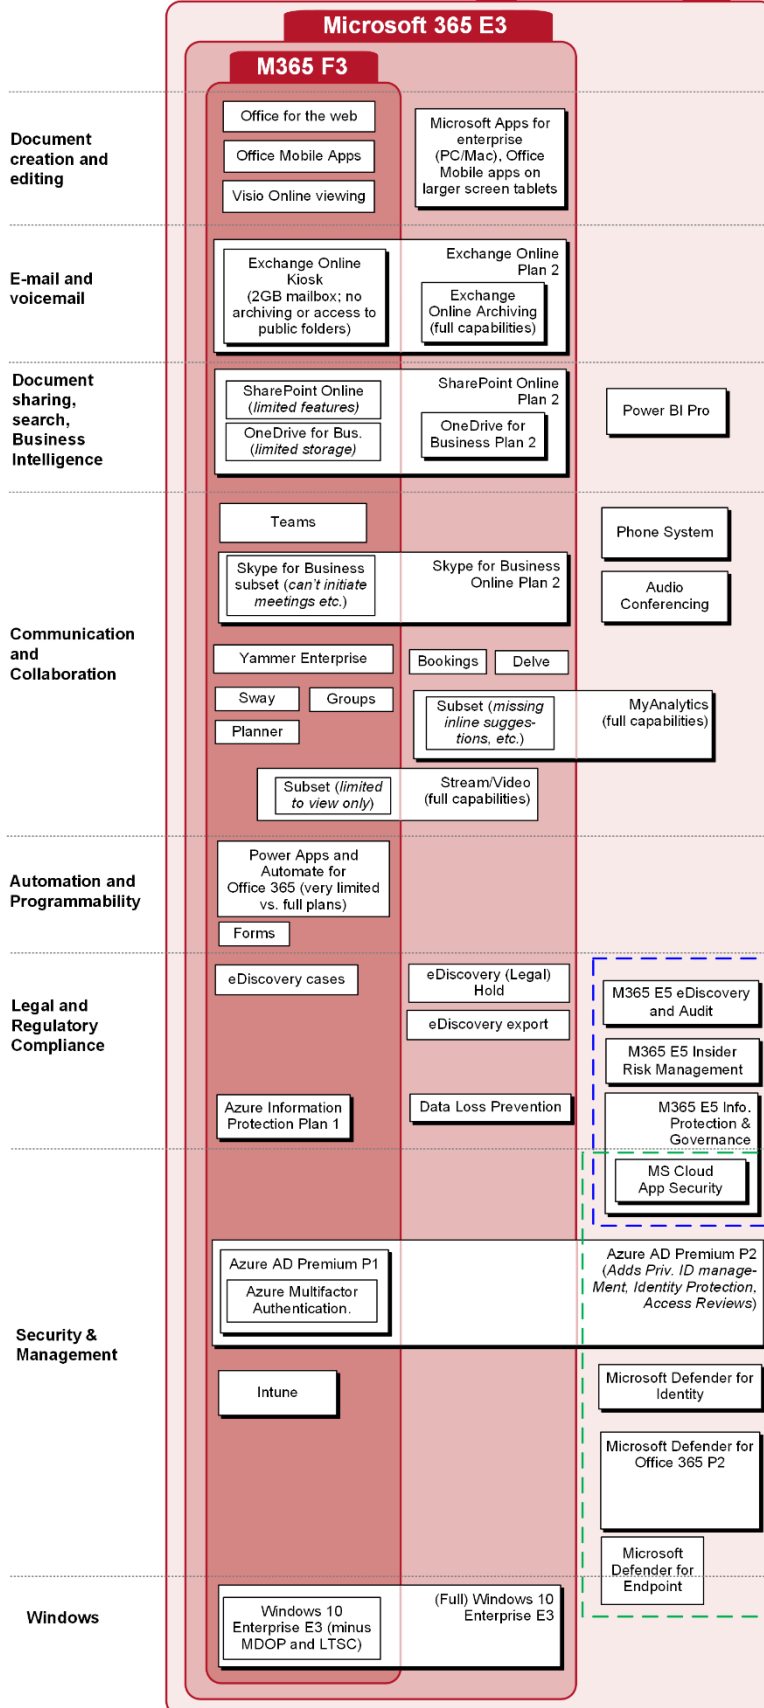 Microsoft 365 E3
M365 F3
Document
creation and
editing
Office for the web
Office Mobile Apps
Visio Online viewing
Microsoft Apps for
enterprise
(PC/Mac), Office
Mobile apps on
larger screen tablets
E-mail and
voicemail
Exchange Online
Kiosk
(2GB mailbox; no
archiving or access to
public folders)
Exchange Online
Plan 2
Exchange
Online Archiving
(full capabilities)
Document
sharing,
search,
Business
Intelligence
SharePoint Online
(limited features)
OneDrive for Bus.
(limited storage)
SharePoint Online
Plan 2
OneDrive for
Business Plan 2
Power BI Pro
Communication
and
Collaboration
Teams
Phone System
Skype for Business
subset (can't initiate
meetings etc.)
Skype for Business
Online Plan 2
Audio
Conferencing
Yammer Enterprise
Bookings
Delve
Sway
Groups
Planner
Subset (missing
inline sugges-
tions, etc.)
MyAnalytics
(full capabilities)
Subset (limited
to view only)
Stream/Video
(full capabilities)
Automation and
Programmability
Power Apps and
Automate for
Office 365 (very limited
vs. full plans)
Forms
Legal and
Regulatory
Compliance
eDiscovery cases
eDiscovery (Legal)
Hold
eDiscovery export
M365 E5 eDiscovery
and Audit
M365 E5 Insider
Risk Management
Azure Information
Protection Plan 1
Data Loss Prevention
M365 E5 Info.
Protection &
Governance
MS Cloud
App Security
Security &
Management
Azure AD Premium P1
Azure Multifactor
Authentication.
Azure AD Premium P2
(Adds Priv. ID manage-
Ment, Identity Protection,
Access Reviews)
Intune
Microsoft Defender for
Identity
Microsoft Defender for
Office 365 P2
Microsoft
Defender for
Endpoint
Windows
Windows 10
Enterprise E3 (minus
MDOP and LTSC)
(Full) Windows 10
Enterprise E3